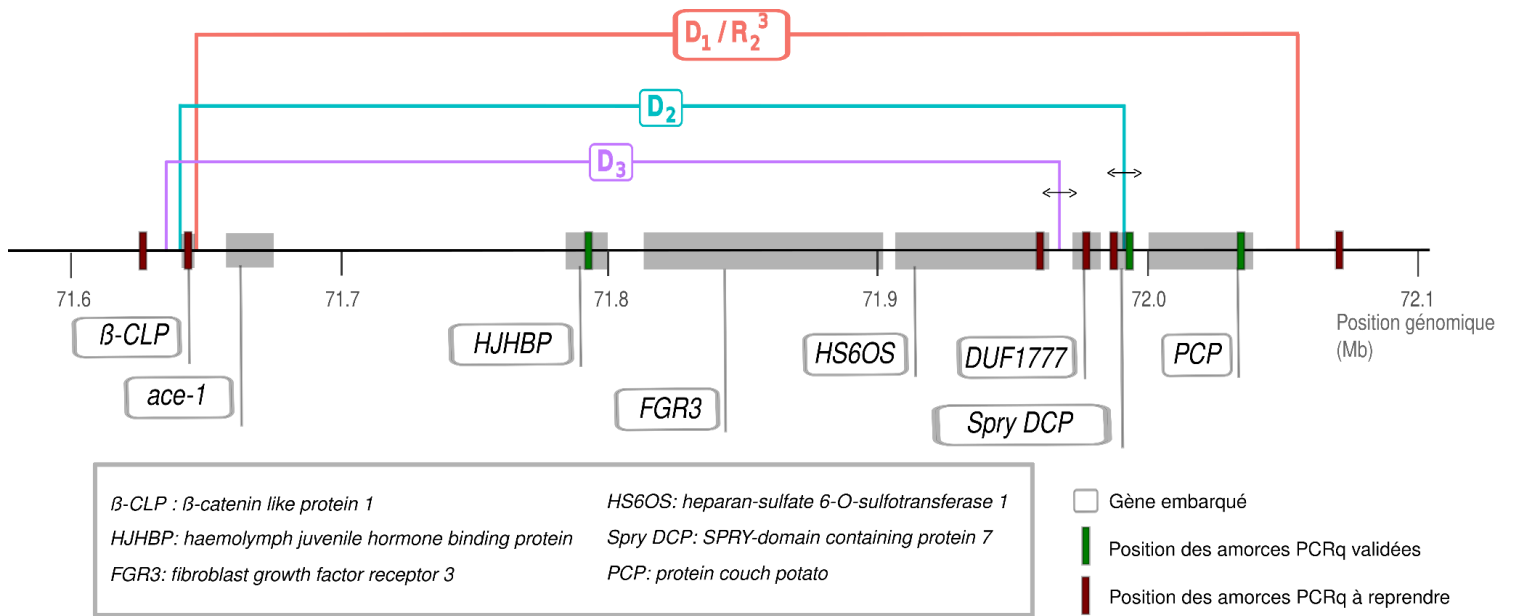 D1 / R2^3
D2
D3
71.6
71.7
71.8
71.9
72.0
72.1
Position génomique
(Mb)
ß-CLP
ace-1
HJHBP
FGR3
HS6OS
DUF1777
Spry DCP
PCP
ß-CLP : ß-catenin like protein 1
HJHBP: haemolymph juvenile hormone binding protein
FGR3: fibroblast growth factor receptor 3
HS6OS: heparan-sulfate 6-O-sulfotransferase 1
Spry DCP: SPRY-domain containing protein 7
PCP: protein couch potato
Gène embarqué
Position des amorces PCRq validées
Position des amorces PCRq à reprendre